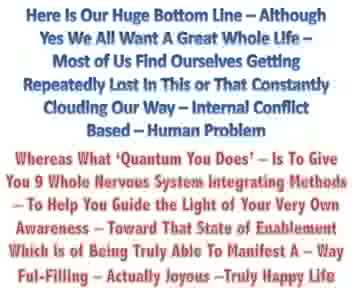 Here Is Our Huge Bottom Line – Although
Yes We All Want A Great Whole Life –
Most of Us Find Ourselves Getting
Repeatedly Lost In This or That Constantly
Clouding Our Way – Internal Conflict
Based – Human Problem
Whereas What ‘Quantum You Does’ – Is To Give
You 9 Whole Nervous System Integrating Methods
– To Help You Guide the Light of Your Very Own
Awareness – Toward That State of Enablement
Which Is of Being Truly Able To Manifest A – Way
Ful-Filling – Actually Joyous –Truly Happy Life